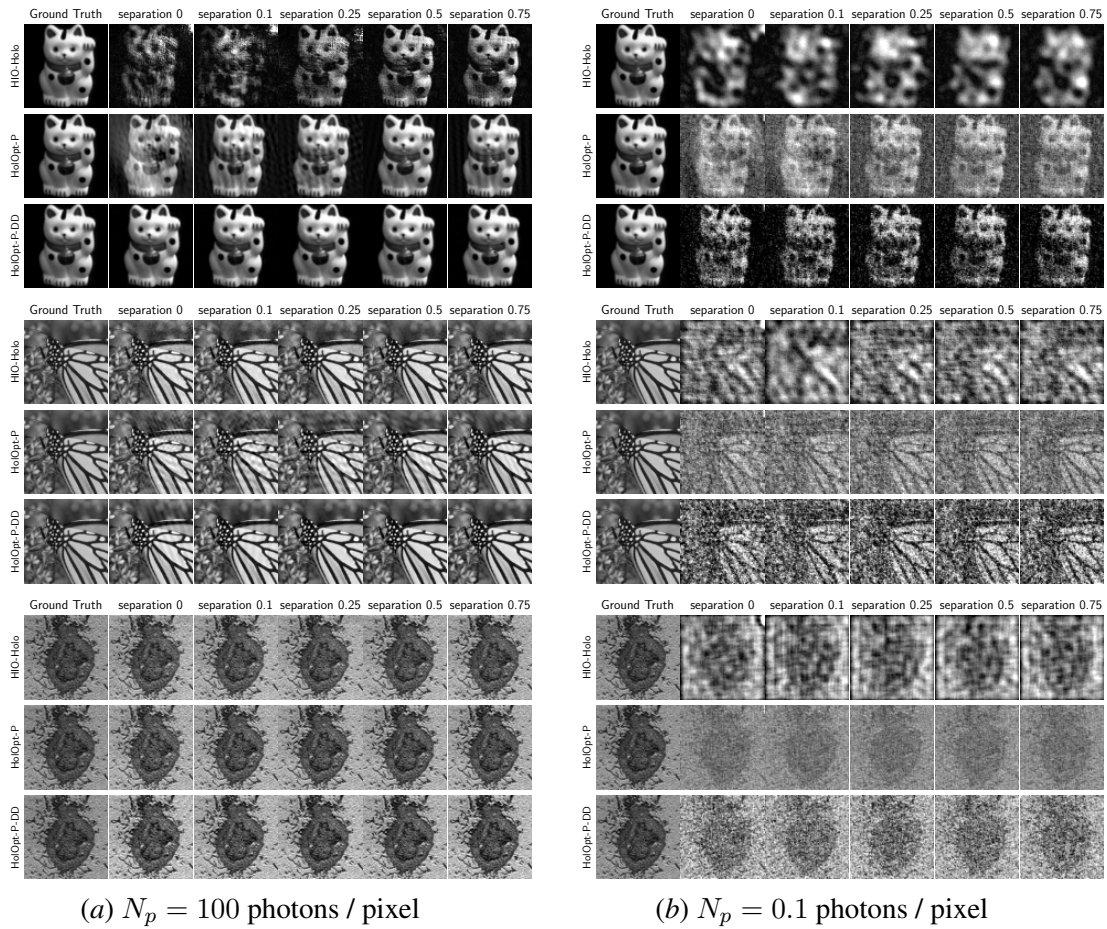 Ground Truth separation 0 separation 0.1 separation 0.25 separation 0.5 separation 0.75
HIO-Holo
HolOpt-P
HolOpt-P-DD
Ground Truth separation 0 separation 0.1 separation 0.25 separation 0.5 separation 0.75
HIO-Holo
HolOpt-P
HolOpt-P-DD
Ground Truth separation 0 separation 0.1 separation 0.25 separation 0.5 separation 0.75
HIO-Holo
HolOpt-P
HolOpt-P-DD
(a) N_p = 100 photons / pixel
Ground Truth separation 0 separation 0.1 separation 0.25 separation 0.5 separation 0.75
HIO-Holo
HolOpt-P
HolOpt-P-DD
Ground Truth separation 0 separation 0.1 separation 0.25 separation 0.5 separation 0.75
HIO-Holo
HolOpt-P
HolOpt-P-DD
Ground Truth separation 0 separation 0.1 separation 0.25 separation 0.5 separation 0.75
HIO-Holo
HolOpt-P
HolOpt-P-DD
(b) N_p = 0.1 photons / pixel